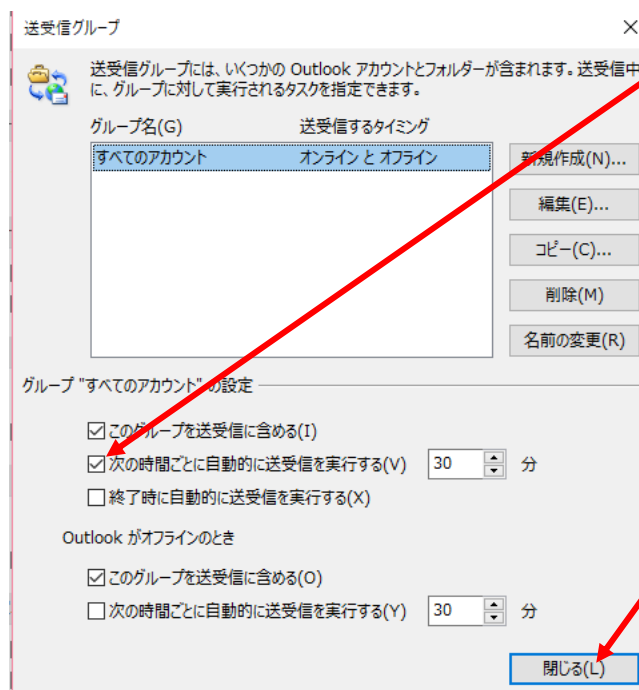 送受信グループ
送受信グループには、いくつかの Outlook アカウントとフォルダーが含まれます。送受信中
に、グループに対して実行されるタスクを指定できます。
グループ名(G) 送受信するタイミング
すべてのアカウント オンライン と オフライン
新規作成(N)...
編集(E)...
コピー(C)...
削除(M)
名前の変更(R)
グループ "すべてのアカウント" の設定
このグループを送受信に含める(I)
次の時間ごとに自動的に送受信を実行する(V) 30 分
終了時に自動的に送受信を実行する(X)
Outlook がオフラインのとき
このグループを送受信に含める(O)
次の時間ごとに自動的に送受信を実行する(Y) 30 分
閉じる(L)